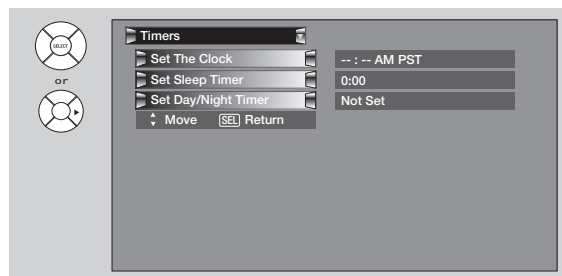 SELECT
or
Timers
Set The Clock
-- : -- AM PST
Set Sleep Timer
0:00
Set Day/Night Timer
Not Set
Move SEL Return